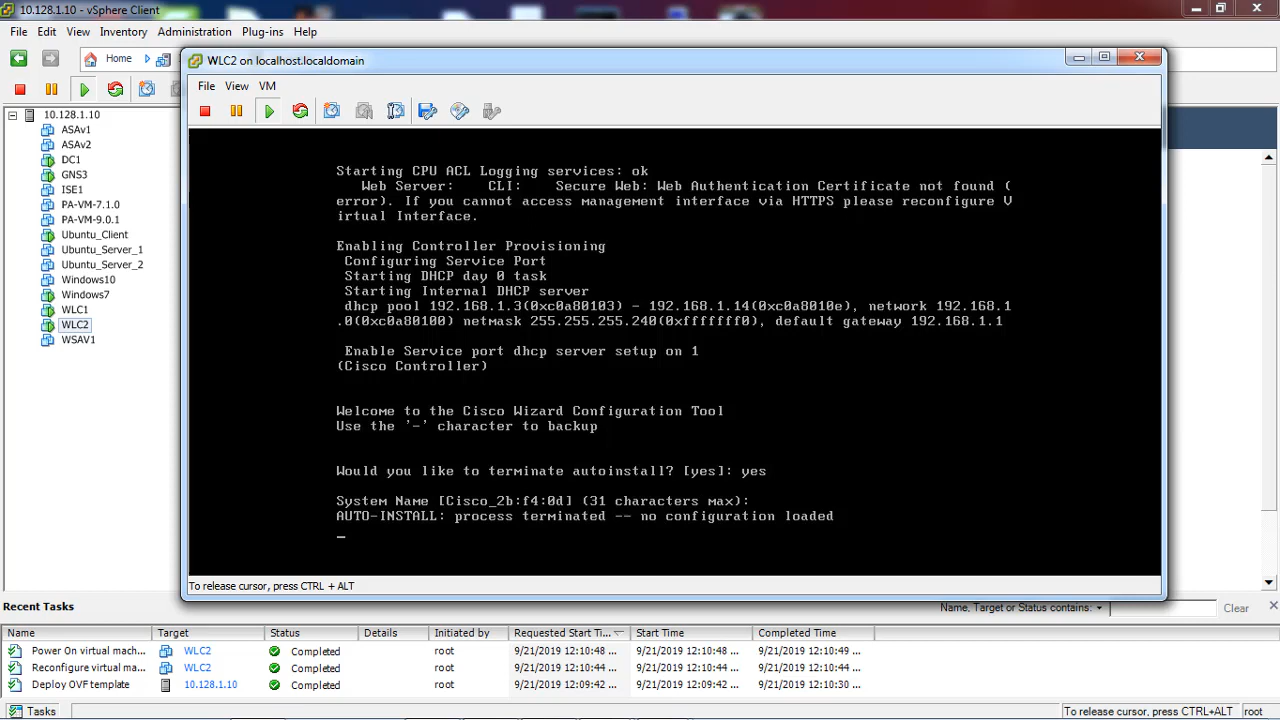 10.128.1.10 - vSphere Client
File Edit View Inventory Administration Plug-ins Help
Home
10.128.1.10
ASAv1
ASAv2
DC1
GNS3
ISE1
PA-VM-7.1.0
PA-VM-9.0.1
Ubuntu_Client
Ubuntu_Server_1
Ubuntu_Server_2
Windows10
Windows7
WLC1
WLC2
WSAV1
WLC2 on localhost.localdomain
File View VM
Starting CPU ACL Logging services: ok
Web Server: CLI: Secure Web: Web Authentication Certificate not found (
error). If you cannot access management interface via HTTPS please reconfigure V
irtual Interface.
Enabling Controller Provisioning
Configuring Service Port
Starting DHCP day 0 task
Starting Internal DHCP server
dhcp pool 192.168.1.3(0xc0a80103) - 192.168.1.14(0xc0a8010e), network 192.168.1
.0(0xc0a80100) netmask 255.255.255.240(0xfffffff0), default gateway 192.168.1.1
Enable Service port dhcp server setup on 1
(Cisco Controller)
Welcome to the Cisco Wizard Configuration Tool
Use the '-' character to backup
Would you like to terminate autoinstall? [yes]: yes
System Name [Cisco_2b:f4:0d] (31 characters max):
AUTO-INSTALL: process terminated -- no configuration loaded
_
To release cursor, press CTRL + ALT
Recent Tasks
Name, Target or Status contains: Clear
Name Target Status Details Initiated by Requested Start Ti... Start Time Completed Time
Power On virtual mach... WLC2 Completed root 9/21/2019 12:10:48 ... 9/21/2019 12:10:48 ... 9/21/2019 12:10:49 ...
Reconfigure virtual ma... WLC2 Completed root 9/21/2019 12:10:44 ... 9/21/2019 12:10:44 ... 9/21/2019 12:10:44 ...
Deploy OVF template 10.128.1.10 Completed root 9/21/2019 12:09:42 ... 9/21/2019 12:09:42 ... 9/21/2019 12:10:30 ...
Tasks To release cursor, press CTRL+ALT root